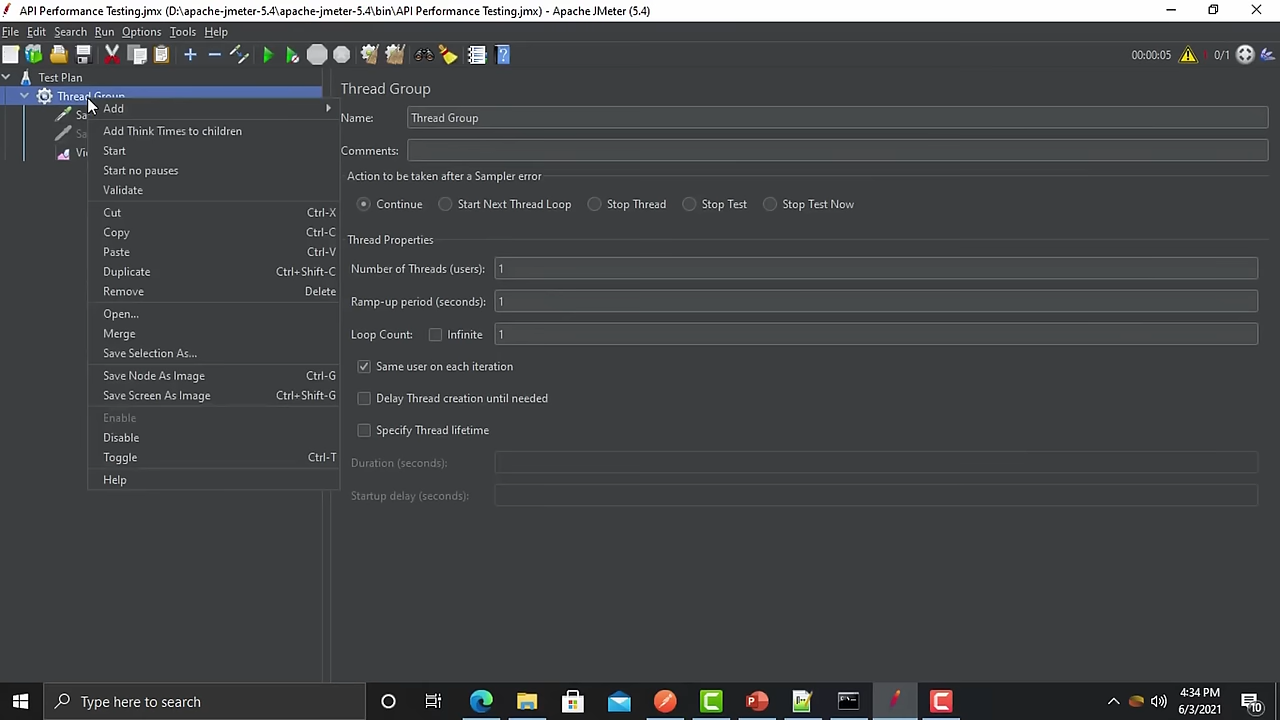 API Performance Testing.jmx (D:\apache-jmeter-5.4\apache-jmeter-5.4\bin\API Performance Testing.jmx) - Apache JMeter (5.4)
File Edit Search Run Options Tools Help
00:00:05 0/1
Test Plan
Thread Group
Sa
Sa
Vi
Add
Add Think Times to children
Start
Start no pauses
Validate
Cut Ctrl-X
Copy Ctrl-C
Paste Ctrl-V
Duplicate Ctrl+Shift-C
Remove Delete
Open...
Merge
Save Selection As...
Save Node As Image Ctrl-G
Save Screen As Image Ctrl+Shift-G
Enable
Disable
Toggle Ctrl-T
Help
Thread Group
Name: Thread Group
Comments:
Action to be taken after a Sampler error
Continue Start Next Thread Loop Stop Thread Stop Test Stop Test Now
Thread Properties
Number of Threads (users): 1
Ramp-up period (seconds): 1
Loop Count: Infinite 1
Same user on each iteration
Delay Thread creation until needed
Specify Thread lifetime
Duration (seconds):
Startup delay (seconds):
Type here to search
4:34 PM
6/3/2021
10